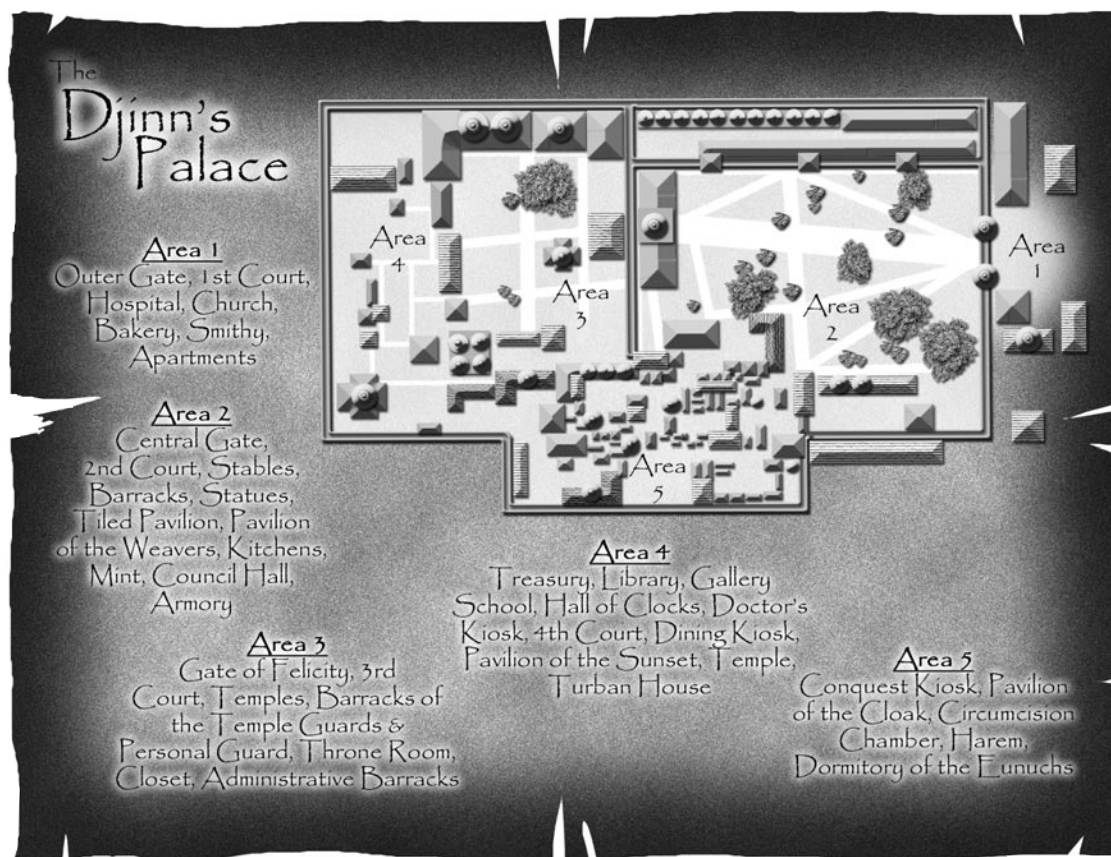 The
Djinn's
Palace
Area 1
Outer Gate, 1st Court,
Hospital, Church,
Bakery, Smithy,
Apartments
Area 2
Central Gate,
2nd Court, Stables,
Barracks, Statues,
Tiled Pavilion, Pavilion
of the Weavers, Kitchens,
Mint, Council Hall,
Armory
Area 3
Gate of Felicity, 3rd
Court, Temples, Barracks of
the Temple Guards &
Personal Guard, Throne Room,
Closet, Administrative Barracks
Area
4
Area
3
Area
2
Area
1
Area
5
Area 4
Treasury, Library, Gallery
School, Hall of Clocks, Doctor's
Kiosk, 4th Court, Dining Kiosk,
Pavilion of the Sunset, Temple,
Turban House
Area 5
Conquest Kiosk, Pavilion
of the Cloak, Circumcision
Chamber, Harem,
Dormitory of the Eunuchs